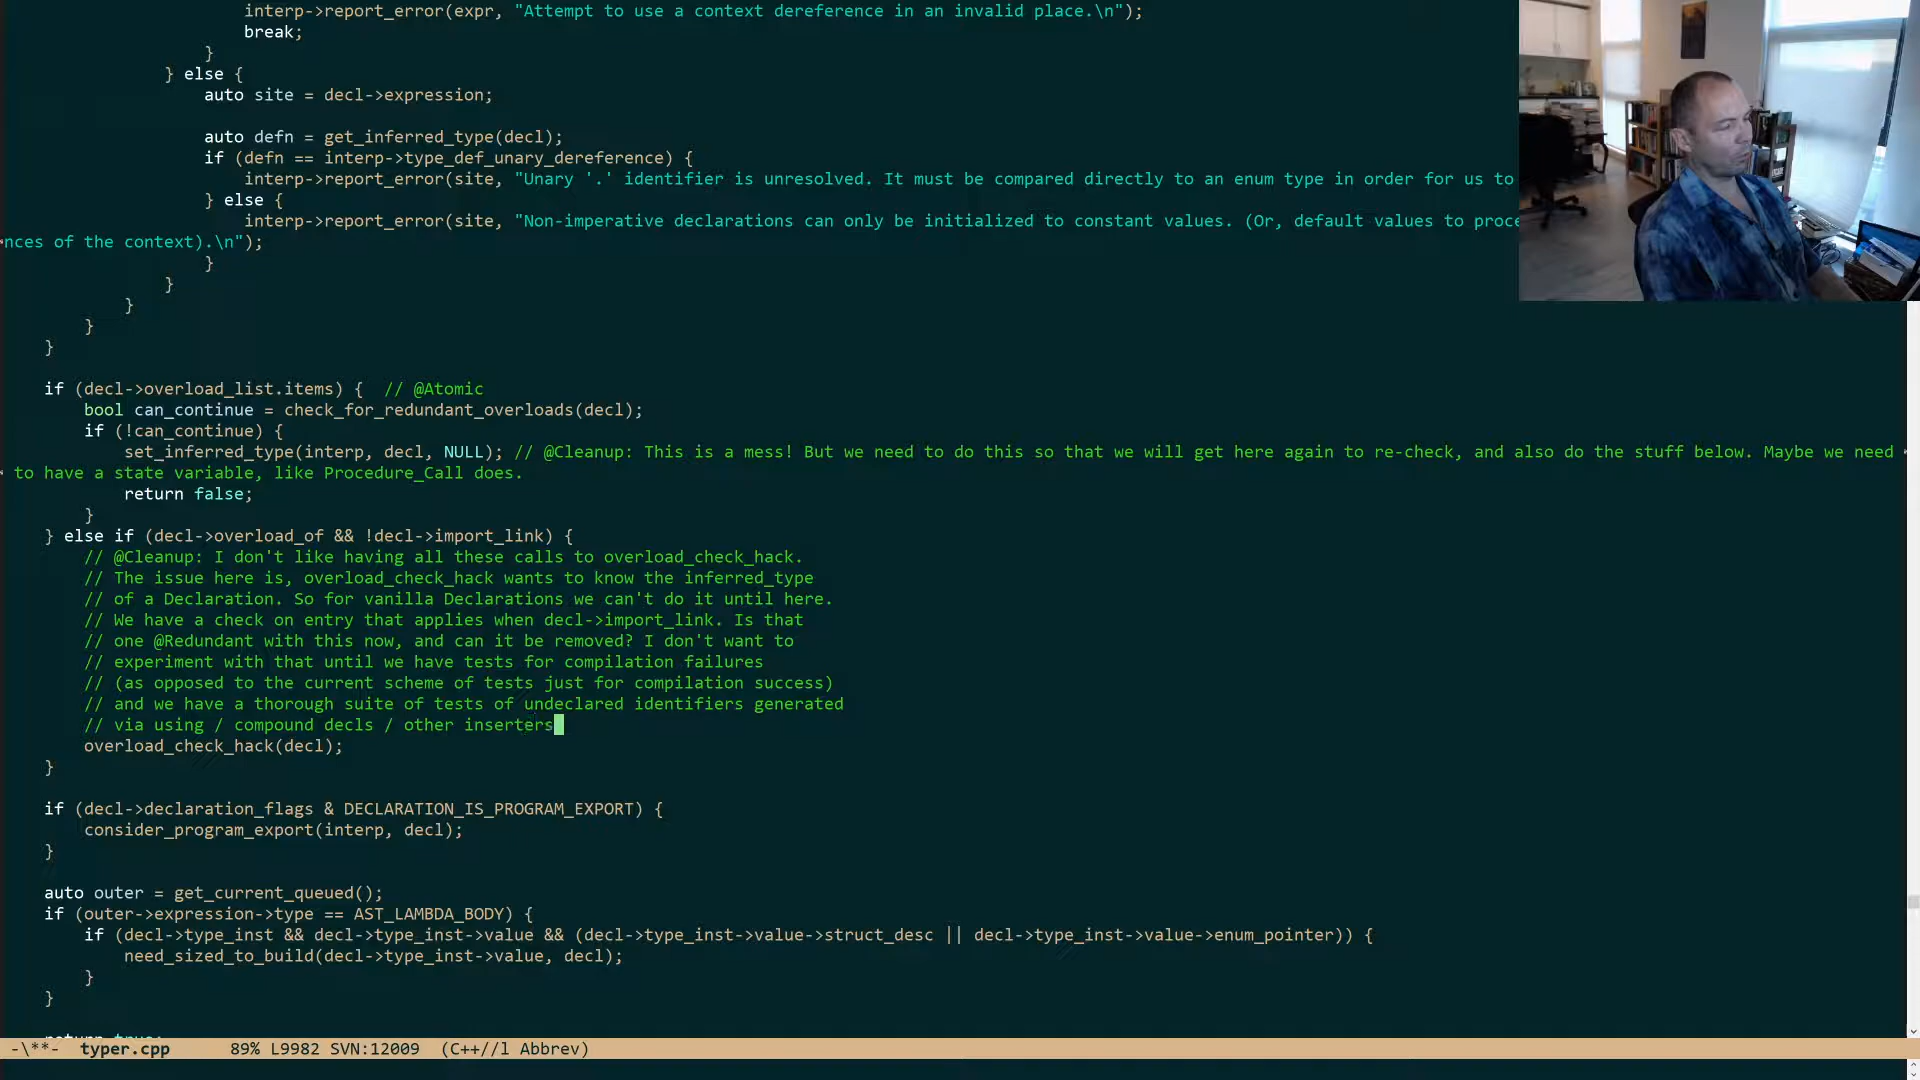 interp->report_error(expr, "Attempt to use a context dereference in an invalid place.\n");
break;
}
} else {
auto site = decl->expression;
auto defn = get_inferred_type(decl);
if (defn == interp->type_def_unary_dereference) {
interp->report_error(site, "Unary '.' identifier is unresolved. It must be compared directly to an enum type in order for us to
} else {
interp->report_error(site, "Non-imperative declarations can only be initialized to constant values. (Or, default values to proce
nces of the context).\n");
}
}
}
}
}
if (decl->overload_list.items) {  // @Atomic
bool can_continue = check_for_redundant_overloads(decl);
if (!can_continue) {
set_inferred_type(interp, decl, NULL); // @Cleanup: This is a mess! But we need to do this so that we will get here again to re-check, and also do the stuff below. Maybe we need
to have a state variable, like Procedure_Call does.
return false;
}
} else if (decl->overload_of && !decl->import_link) {
// @Cleanup: I don't like having all these calls to overload_check_hack.
// The issue here is, overload_check_hack wants to know the inferred_type
// of a Declaration. So for vanilla Declarations we can't do it until here.
// We have a check on entry that applies when decl->import_link. Is that
// one @Redundant with this now, and can it be removed? I don't want to
// experiment with that until we have tests for compilation failures
// (as opposed to the current scheme of tests just for compilation success)
// and we have a thorough suite of tests of undeclared identifiers generated
// via using / compound decls / other inserters
overload_check_hack(decl);
}
if (decl->declaration_flags & DECLARATION_IS_PROGRAM_EXPORT) {
consider_program_export(interp, decl);
}
auto outer = get_current_queued();
if (outer->expression->type == AST_LAMBDA_BODY) {
if (decl->type_inst && decl->type_inst->value && (decl->type_inst->value->struct_desc || decl->type_inst->value->enum_pointer)) {
need_sized_to_build(decl->type_inst->value, decl);
}
}
return true;
-\**-  typer.cpp      89% L9982 SVN:12009  (C++//l Abbrev)